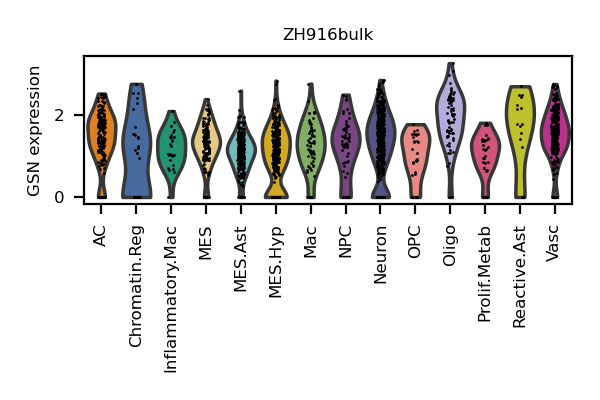 ZH916bulk
GSN expression
2
0
AC
Chromatin.Reg
Inflammatory.Mac
MES
MES.Ast
MES.Hyp
Mac
NPC
Neuron
OPC
Oligo
Prolif.Metab
Reactive.Ast
Vasc